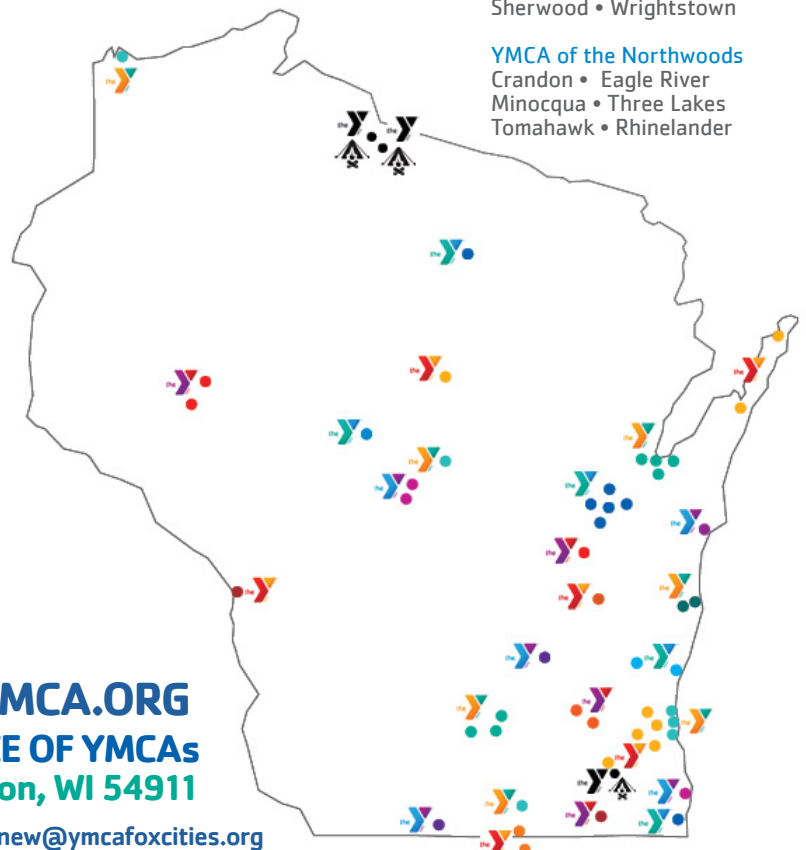 Sherwood • Wrightstown
YMCA of the Northwoods
Crandon • Eagle River
Minocqua • Three Lakes
Tomahawk • Rhinelander
MCA.ORG
E OF YMCAs
on, WI 54911
new@ymcafoxcities.org